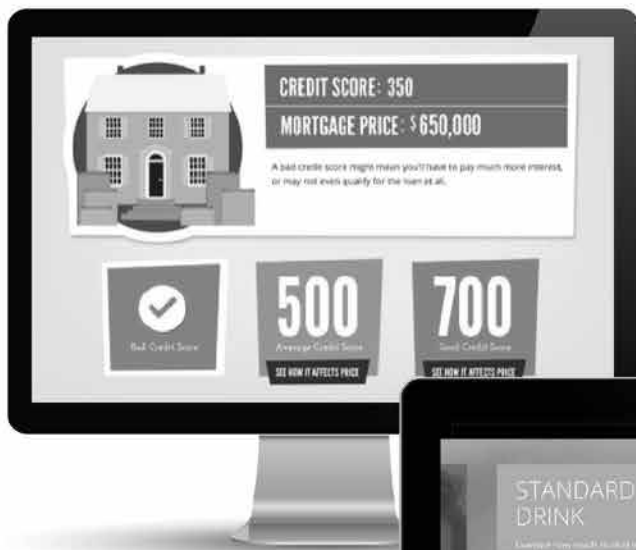 CREDIT SCORE: 350
MORTGAGE PRICE: $650,000
A bad credit score might mean you'll have to pay much more interest,
or may not even qualify for the loan at all.
Bad Credit Score
500
Average Credit Score
SEE HOW IT AFFECTS PRICE
700
Good Credit Score
SEE HOW IT AFFECTS PRICE
STANDARD
DRINK